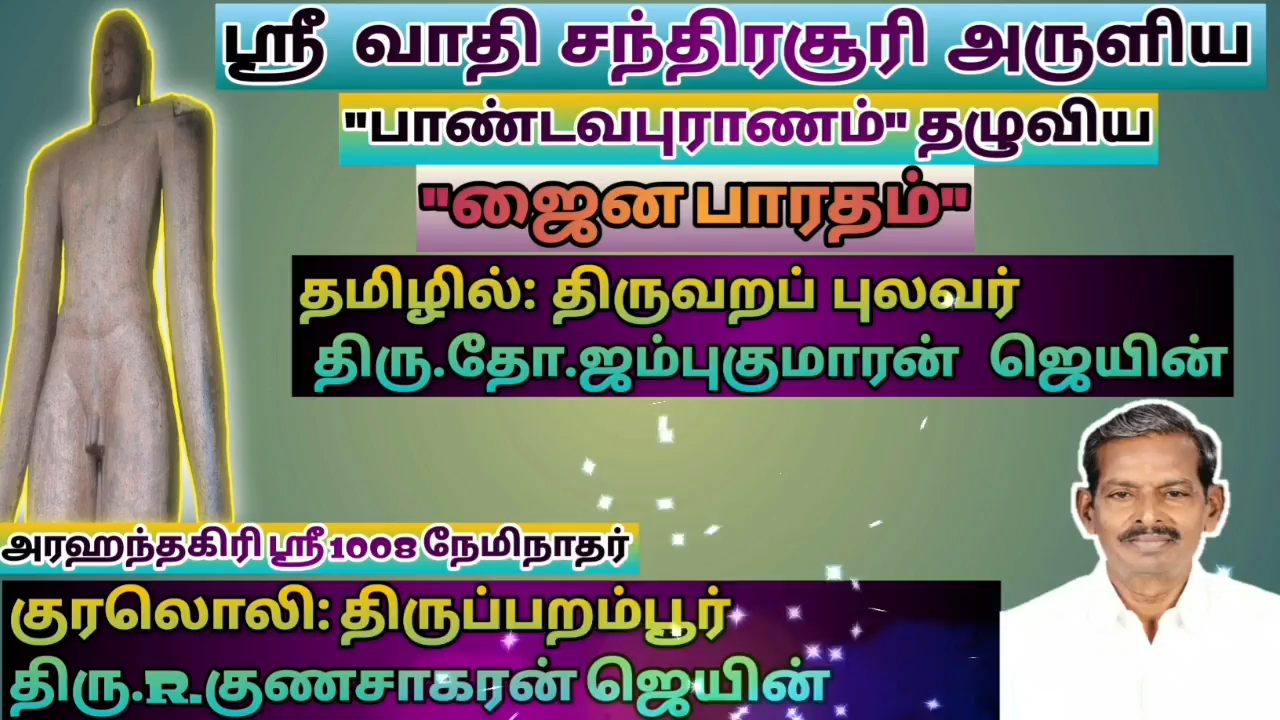 ஸ்ரீ வாதி சந்திரசூரி அருளிய
"பாண்டவபுராணம்" தழுவிய
"ஜைன பாரதம்"
தமிழில்: திருவறப் புலவர்
திரு.தோ.ஜம்புகுமாரன் ஜெயின்
அரஹந்தகிரி ஸ்ரீ 1008 நேமிநாதர்
குரலொலி: திருப்பறம்பூர்
திரு.R.குணசாகரன் ஜெயின்